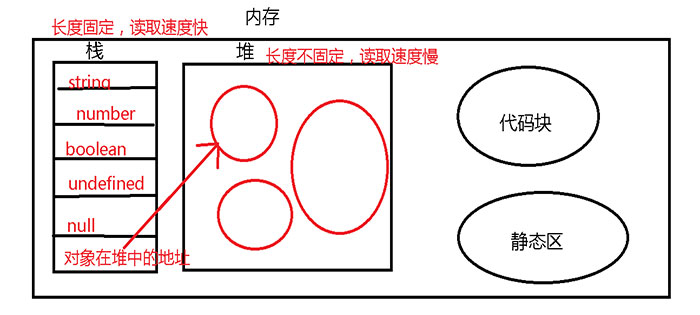 内存
长度固定，读取速度快
栈
堆
长度不固定，读取速度慢
string
number
boolean
undefined
null
对象在堆中的地址
代码块
静态区